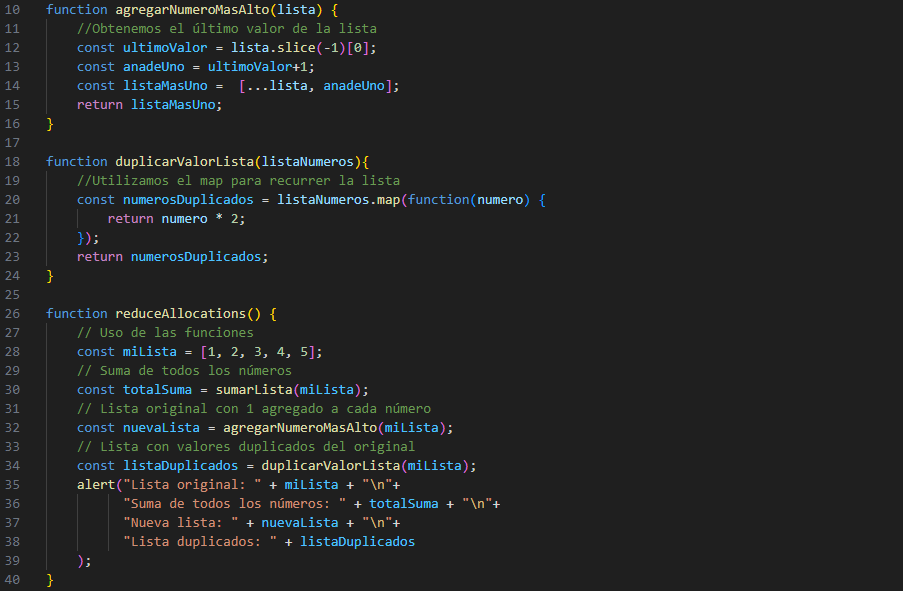 10 function agregarNumeroMasAlto(lista) {
11     //Obtenemos el último valor de la lista
12     const ultimoValor = lista.slice(-1)[0];
13     const anadeUno = ultimoValor+1;
14     const listaMasUno =  [...lista, anadeUno];
15     return listaMasUno;
16 }
17
18 function duplicarValorLista(listaNumeros){
19     //Utilizamos el map para recurrer la lista
20     const numerosDuplicados = listaNumeros.map(function(numero) {
21         return numero * 2;
22     });
23     return numerosDuplicados;
24 }
25
26 function reduceAllocations() {
27     // Uso de las funciones
28     const miLista = [1, 2, 3, 4, 5];
29     // Suma de todos los números
30     const totalSuma = sumarLista(miLista);
31     // Lista original con 1 agregado a cada número
32     const nuevaLista = agregarNumeroMasAlto(miLista);
33     // Lista con valores duplicados del original
34     const listaDuplicados = duplicarValorLista(miLista);
35     alert("Lista original: " + miLista + "\n"+
36           "Suma de todos los números: " + totalSuma + "\n"+
37           "Nueva lista: " + nuevaLista + "\n"+
38           "Lista duplicados: " + listaDuplicados
39     );
40 }